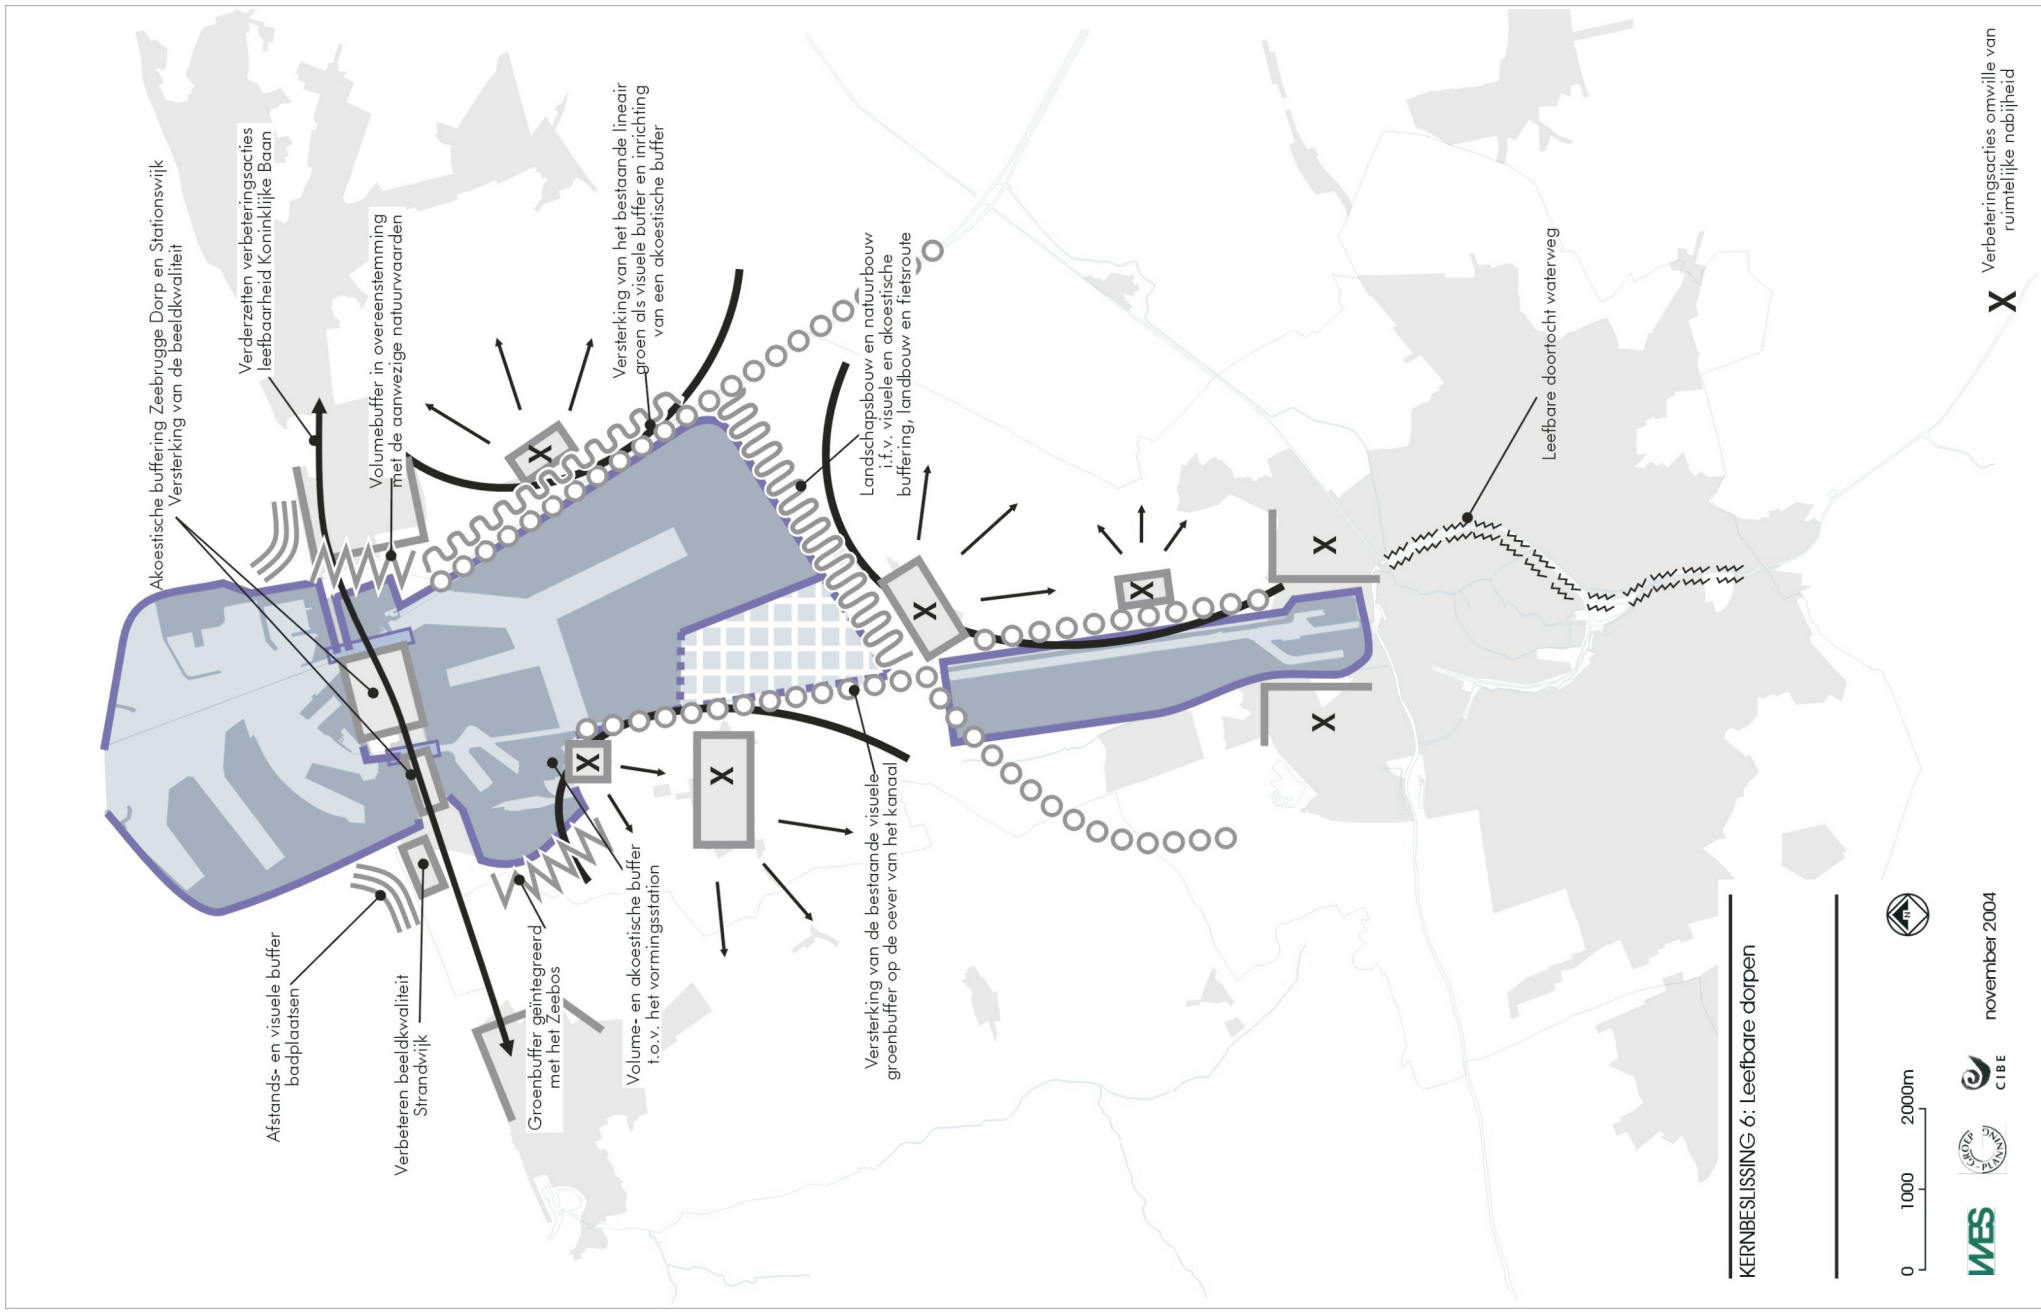 Akoestische buffering Zeebrugge Dorp en Stationswijk
Versterking van de beeldkwaliteit
Verderzetten verbeteringsacties
leefbaarheid Koninklijke Baan
Volumebuffer in overeenstemming
met de aanwezige natuurwaarden
Versterking van het bestaande lineair
groen als visuele buffer en inrichting
van een akoestische buffer
Landschapsbouw en natuurbouw
i.f.v. visuele en akoestische
buffering, landbouw en fietsroute
Leefbare doortocht waterweg
X
Verbeteringsacties omwille van
ruimtelijke nabijheid
X
X
X
X
X
X
X
Afstands- en visuele buffer
badplaatsen
Verbeteren beeldkwaliteit
Strandwijk
Groenbuffer geïntegreerd
met het Zeebos
Volume- en akoestische buffer
t.o.v. het vormingsstation
Versterking van de bestaande visuele
groenbuffer op de oever van het kanaal
KERNBESLISSING 6: Leefbare dorpen
N
0 1000 2000m
WES
GROEP
PLANNING
CIBE
november 2004